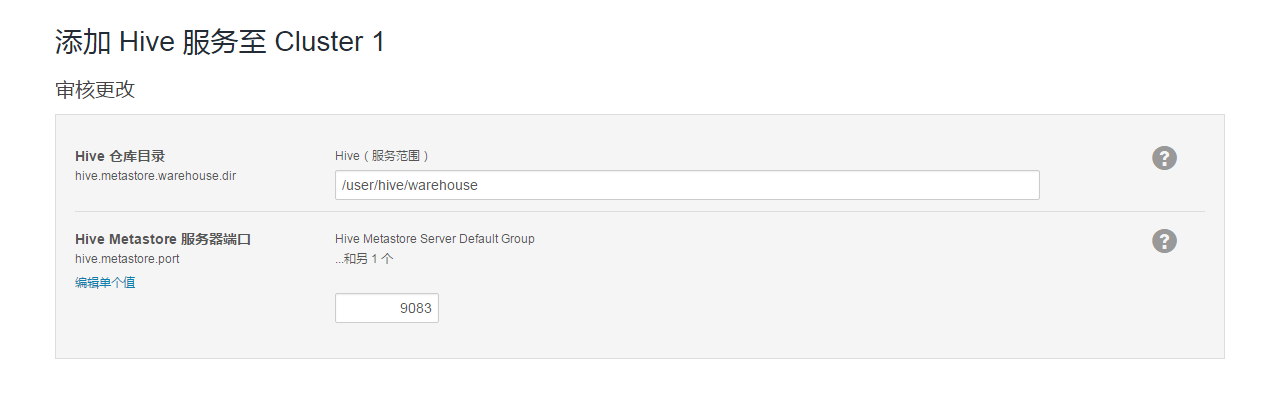 添加 Hive 服务至 Cluster 1
审核更改
Hive 仓库目录
hive.metastore.warehouse.dir
Hive（服务范围）
/user/hive/warehouse
?
Hive Metastore 服务器端口
hive.metastore.port
编辑单个值
Hive Metastore Server Default Group
...和另 1 个
9083
?